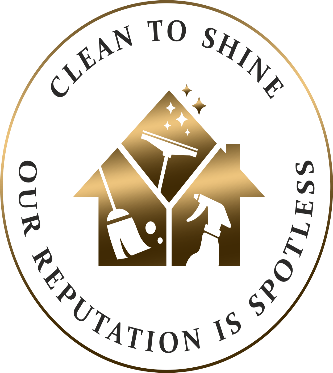 CLEAN TO SHINE
OUR REPUTATION IS SPOTLESS